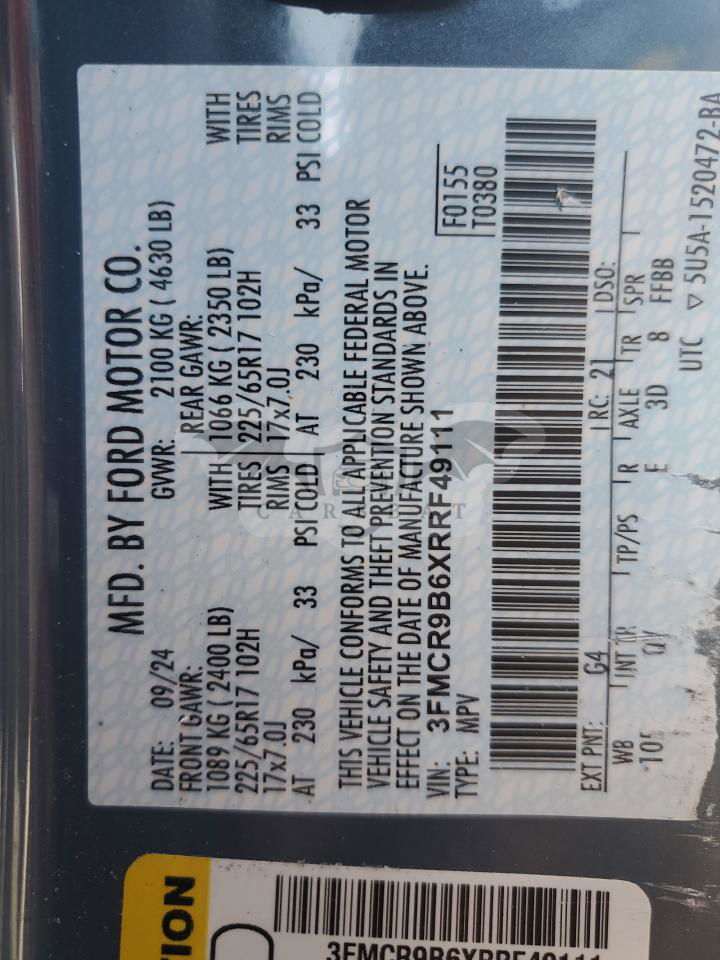 MFD. BY FORD MOTOR CO.
DATE: 09/24 GVWR: 2100 KG ( 4630 LB)
FRONT GAWR: REAR GAWR:
1089 KG ( 2400 LB) WITH 1066 KG ( 2350 LB) WITH
225/65R17 102H TIRES 225/65R17 102H TIRES
17x7.0J RIMS 17x7.0J RIMS
AT 230 kPa/ 33 PSI COLD AT 230 kPa/ 33 PSI COLD
THIS VEHICLE CONFORMS TO ALL APPLICABLE FEDERAL MOTOR
VEHICLE SAFETY AND THEFT PREVENTION STANDARDS IN
EFFECT ON THE DATE OF MANUFACTURE SHOWN ABOVE.
VIN: 3FMCR9B6XRRF49111 F0155
TYPE: MPV T0380
EXT PNT: G4 RC: 21 DSO:
WB INT TR TP/PS R AXLE TR SPR
105 QV E 3D 8 FFBB
UTC ▽ 5U5A-1520472-BA
CAR BAT
3FMCR9B6XRRF49111